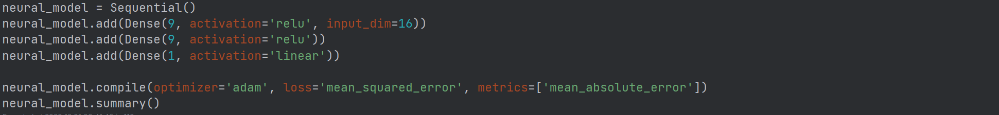 neural_model = Sequential()
neural_model.add(Dense(9, activation='relu', input_dim=16))
neural_model.add(Dense(9, activation='relu'))
neural_model.add(Dense(1, activation='linear'))
neural_model.compile(optimizer='adam', loss='mean_squared_error', metrics=['mean_absolute_error'])
neural_model.summary()